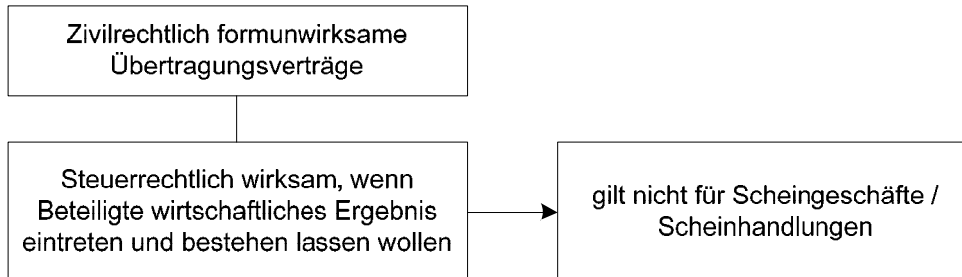 Zivilrechtlich formunwirksame
Übertragungsverträge
Steuerrechtlich wirksam, wenn
Beteiligte wirtschaftliches Ergebnis
eintreten und bestehen lassen wollen
gilt nicht für Scheingeschäfte /
Scheinhandlungen